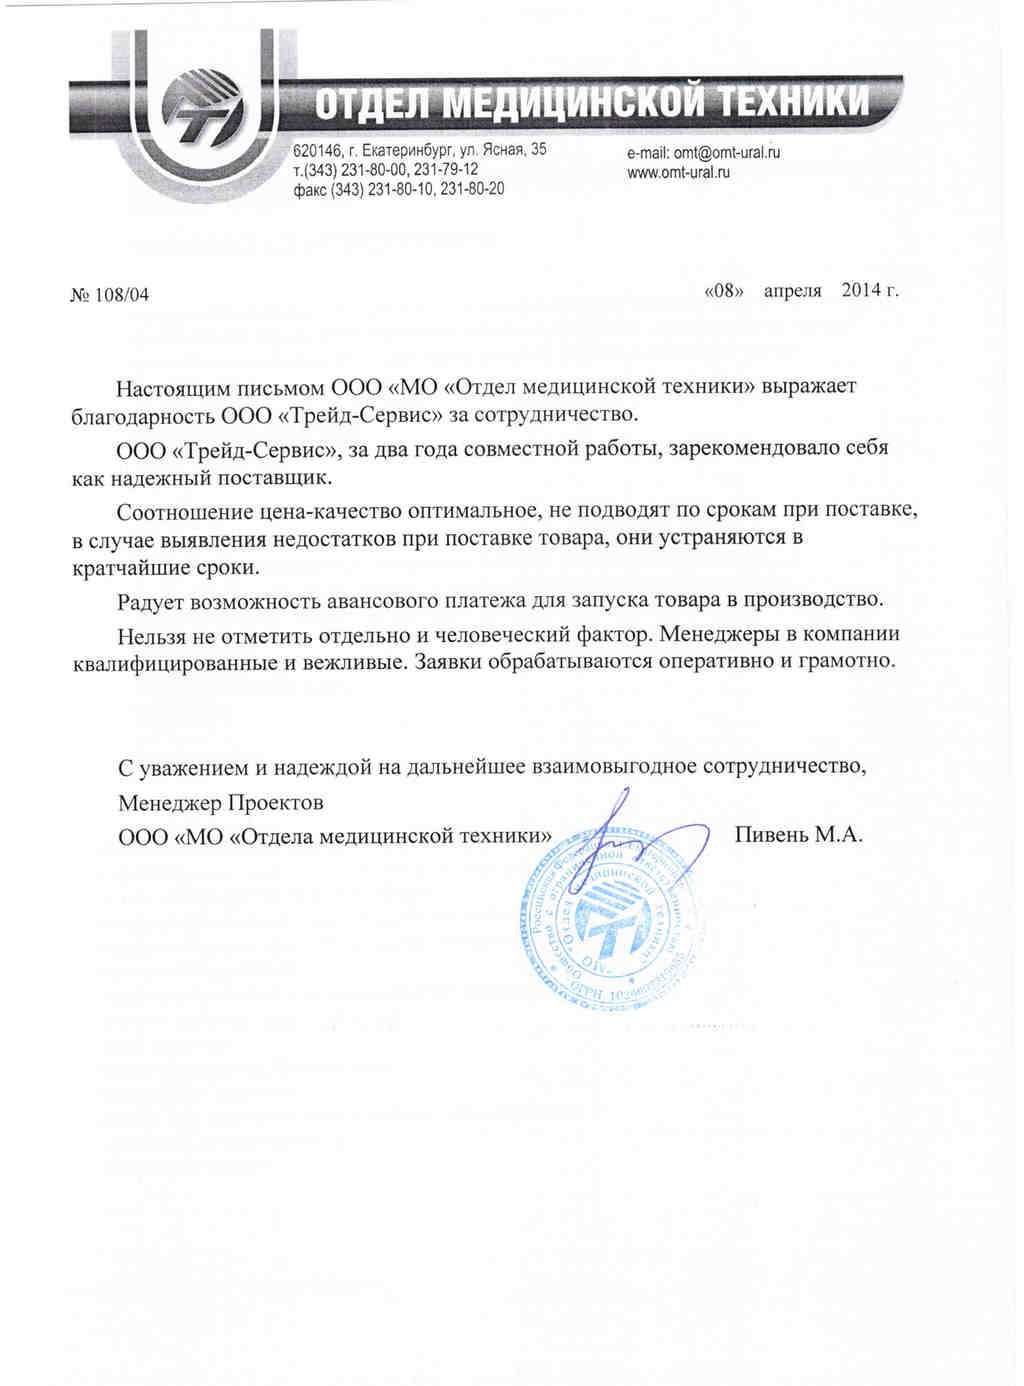 ОТДЕЛ МЕДИЦИНСКОЙ ТЕХНИКИ
620146, г. Екатеринбург, ул. Ясная, 35
т.(343) 231-80-00, 231-79-12
факс (343) 231-80-10, 231-80-20
e-mail: omt@omt-ural.ru
www.omt-ural.ru
№ 108/04
«08» апреля 2014 г.
Настоящим письмом ООО «МО «Отдел медицинской техники» выражает
благодарность ООО «Трейд-Сервис» за сотрудничество.
ООО «Трейд-Сервис», за два года совместной работы, зарекомендовало себя
как надежный поставщик.
Соотношение цена-качество оптимальное, не подводят по срокам при поставке,
в случае выявления недостатков при поставке товара, они устраняются в
кратчайшие сроки.
Радует возможность авансового платежа для запуска товара в производство.
Нельзя не отметить отдельно и человеческий фактор. Менеджеры в компании
квалифицированные и вежливые. Заявки обрабатываются оперативно и грамотно.
С уважением и надеждой на дальнейшее взаимовыгодное сотрудничество,
Менеджер Проектов
ООО «МО «Отдела медицинской техники»
Пивень М.А.
Российская Федерация
Общество с ограниченной ответственностью
"МО "Отдел медицинской техники"
ОГРН